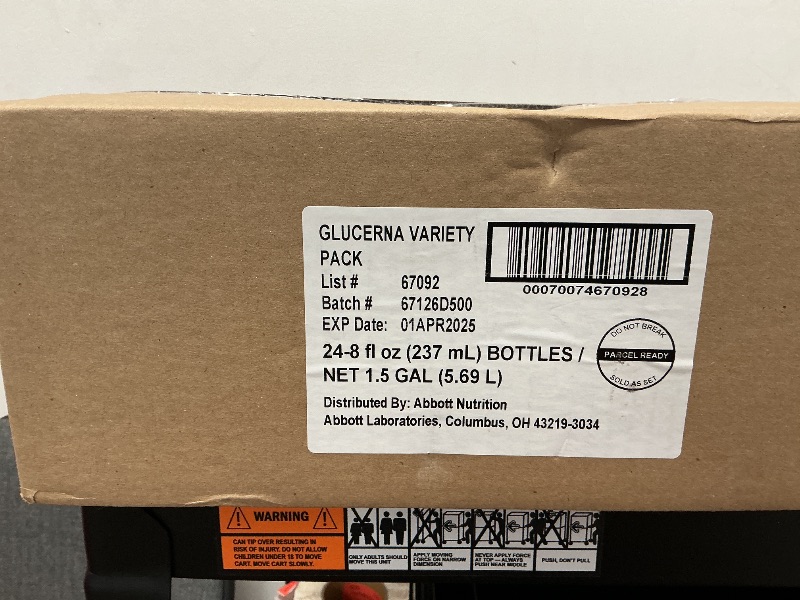 GLUCERNA VARIETY
PACK
List # 67092
Batch # 67126D500
EXP Date: 01APR2025
00070074670928
24-8 fl oz (237 mL) BOTTLES /
NET 1.5 GAL (5.69 L)
DO NOT BREAK
PARCEL READY
SOLD AS SET
Distributed By: Abbott Nutrition
Abbott Laboratories, Columbus, OH 43219-3034
WARNING
CAN TIP OVER RESULTING IN
RISK OF INJURY. DO NOT ALLOW
CHILDREN UNDER 18 TO MOVE
CART. MOVE CART SLOWLY.
ONLY ADULTS SHOULD
MOVE THIS UNIT
APPLY MOVING
FORCE ON NARROW
DIMENSION
NEVER APPLY FORCE
AT TOP—ALWAYS
PUSH NEAR MIDDLE
PUSH, DON'T PULL